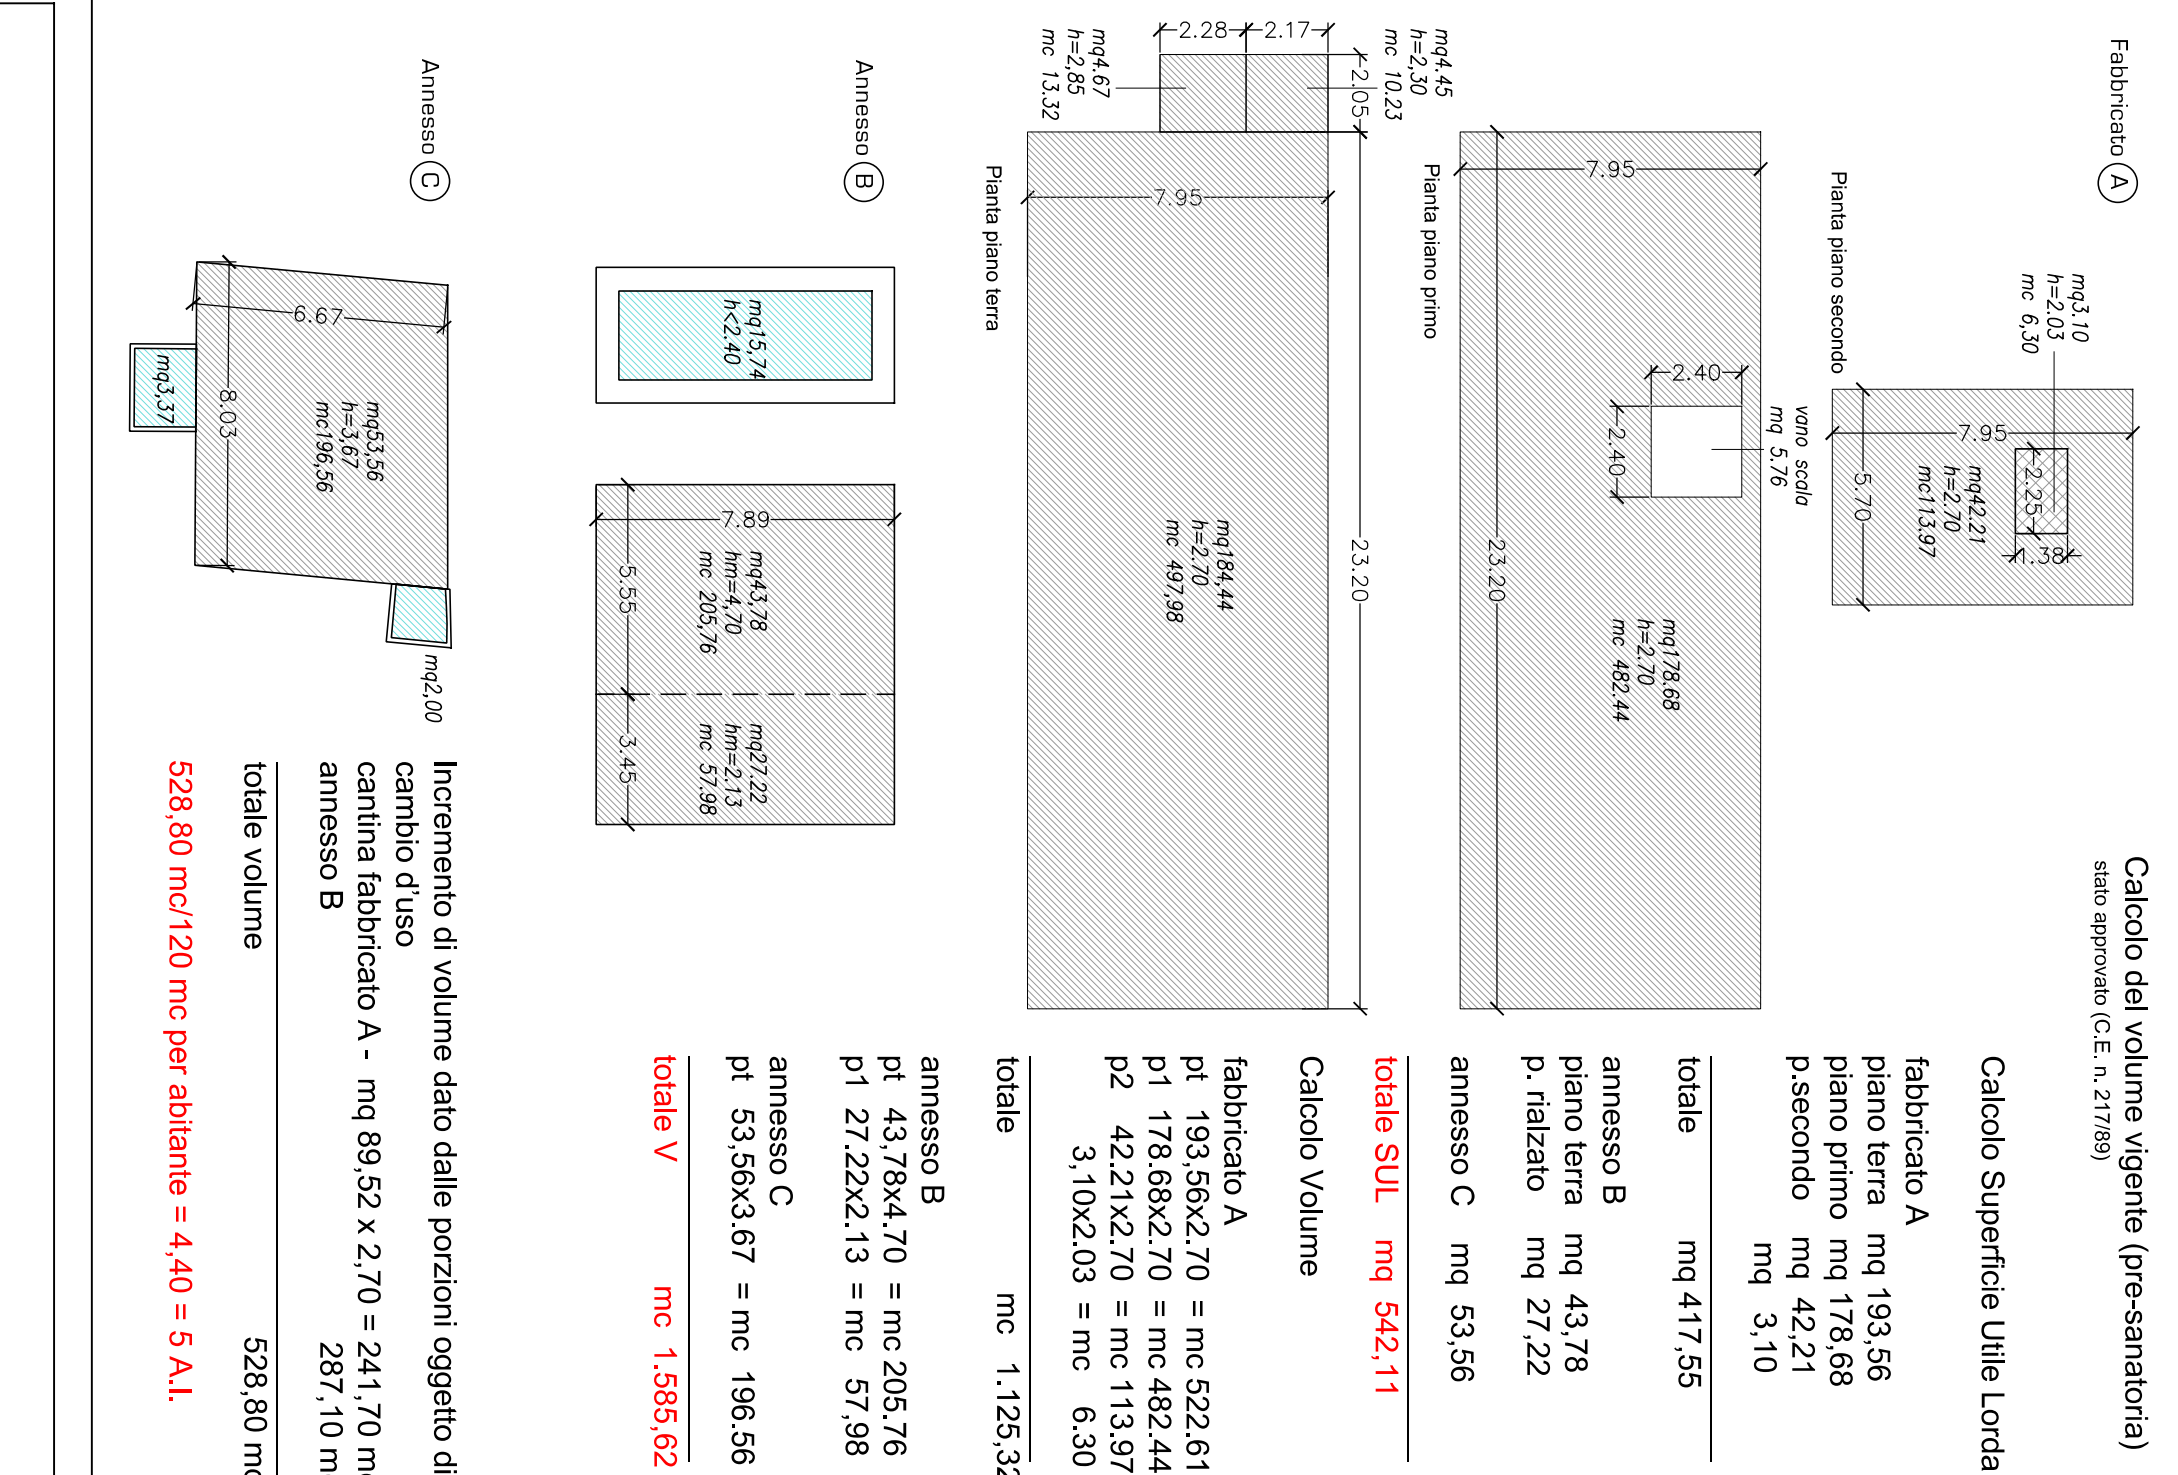 Calcolo del volume vigente (pre-sanatoria)
stato approvato (C.E. n. 217/89)
Fabbricato A
Pianta piano secondo
mq3.10
h=2.03
mc 6,30
7.95
5.70
2.25
1.38
mq42.21
h=2.70
mc113.97
Pianta piano primo
7.95
23.20
2.40
2.40
vano scala
mq 5.76
mq178.68
h=2.70
mc 482.44
Pianta piano terra
mq4.45
h=2,30
mc 10.23
2.28
2.17
2.05
mq4.67
h=2,85
mc 13.32
7.95
23.20
mq184,44
h=2.70
mc 497,98
Annesso B
mq15,74
h<2.40
7.89
5.55
3.45
mq43,78
hm=4,70
mc 205,76
mq27.22
hm=2.13
mc 57.98
Annesso C
6.67
8.03
mq53,56
h=3,67
mc196,56
mq3,37
mq2,00
Calcolo Superficie Utile Lorda
fabbricato A
piano terra mq 193,56
piano primo mq 178,68
p.secondo mq 42,21
mq 3,10
totale mq 417,55
annesso B
piano terra mq 43,78
p. rialzato mq 27,22
annesso C mq 53,56
totale SUL mq 542,11
Calcolo Volume
fabbricato A
pt 193,56x2.70 = mc 522.61
p1 178.68x2.70 = mc 482.44
p2 42.21x2.70 = mc 113.97
3,10x2.03 = mc 6.30
totale mc 1.125,32
annesso B
pt 43,78x4.70 = mc 205.76
p1 27.22x2.13 = mc 57,98
annesso C
pt 53,56x3.67 = mc 196.56
totale V mc 1.585,62
Incremento di volume dato dalle porzioni oggetto di
cambio d'uso
cantina fabbricato A - mq 89,52 x 2,70 = 241,70 mc
annesso B 287,10 m
totale volume 528,80 mc
528,80 mc/120 mc per abitante = 4,40 = 5 A.I.